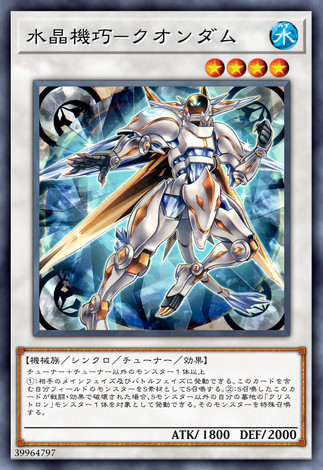 水晶機巧－クオンダム
水
【機械族／シンクロ／チューナー／効果】
チューナー＋チューナー以外のモンスター１体以上
①：相手のメインフェイズ及びバトルフェイズに発動できる。このカードを含
む自分フィールドのモンスターをS素材としてS召喚する。②：S召喚したこのカ
ードが戦闘・効果で破壊された場合、Sモンスター以外の自分の墓地の「クリス
トロン」モンスター１体を対象として発動できる。そのモンスターを特殊召喚
する。
ATK/1800 DEF/2000
39964797